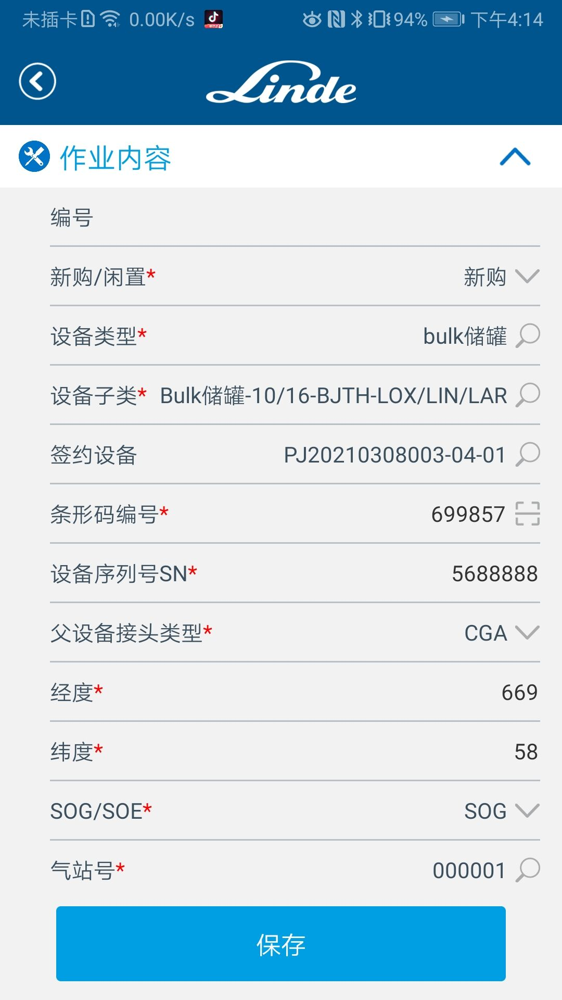 未插卡 0.00K/s 94% 下午4:14
Linde
作业内容
编号
新购/闲置* 新购
设备类型* bulk储罐
设备子类* Bulk储罐-10/16-BJTH-LOX/LIN/LAR
签约设备 PJ20210308003-04-01
条形码编号* 699857
设备序列号SN* 5688888
父设备接头类型* CGA
经度* 669
纬度* 58
SOG/SOE* SOG
气站号* 000001
保存